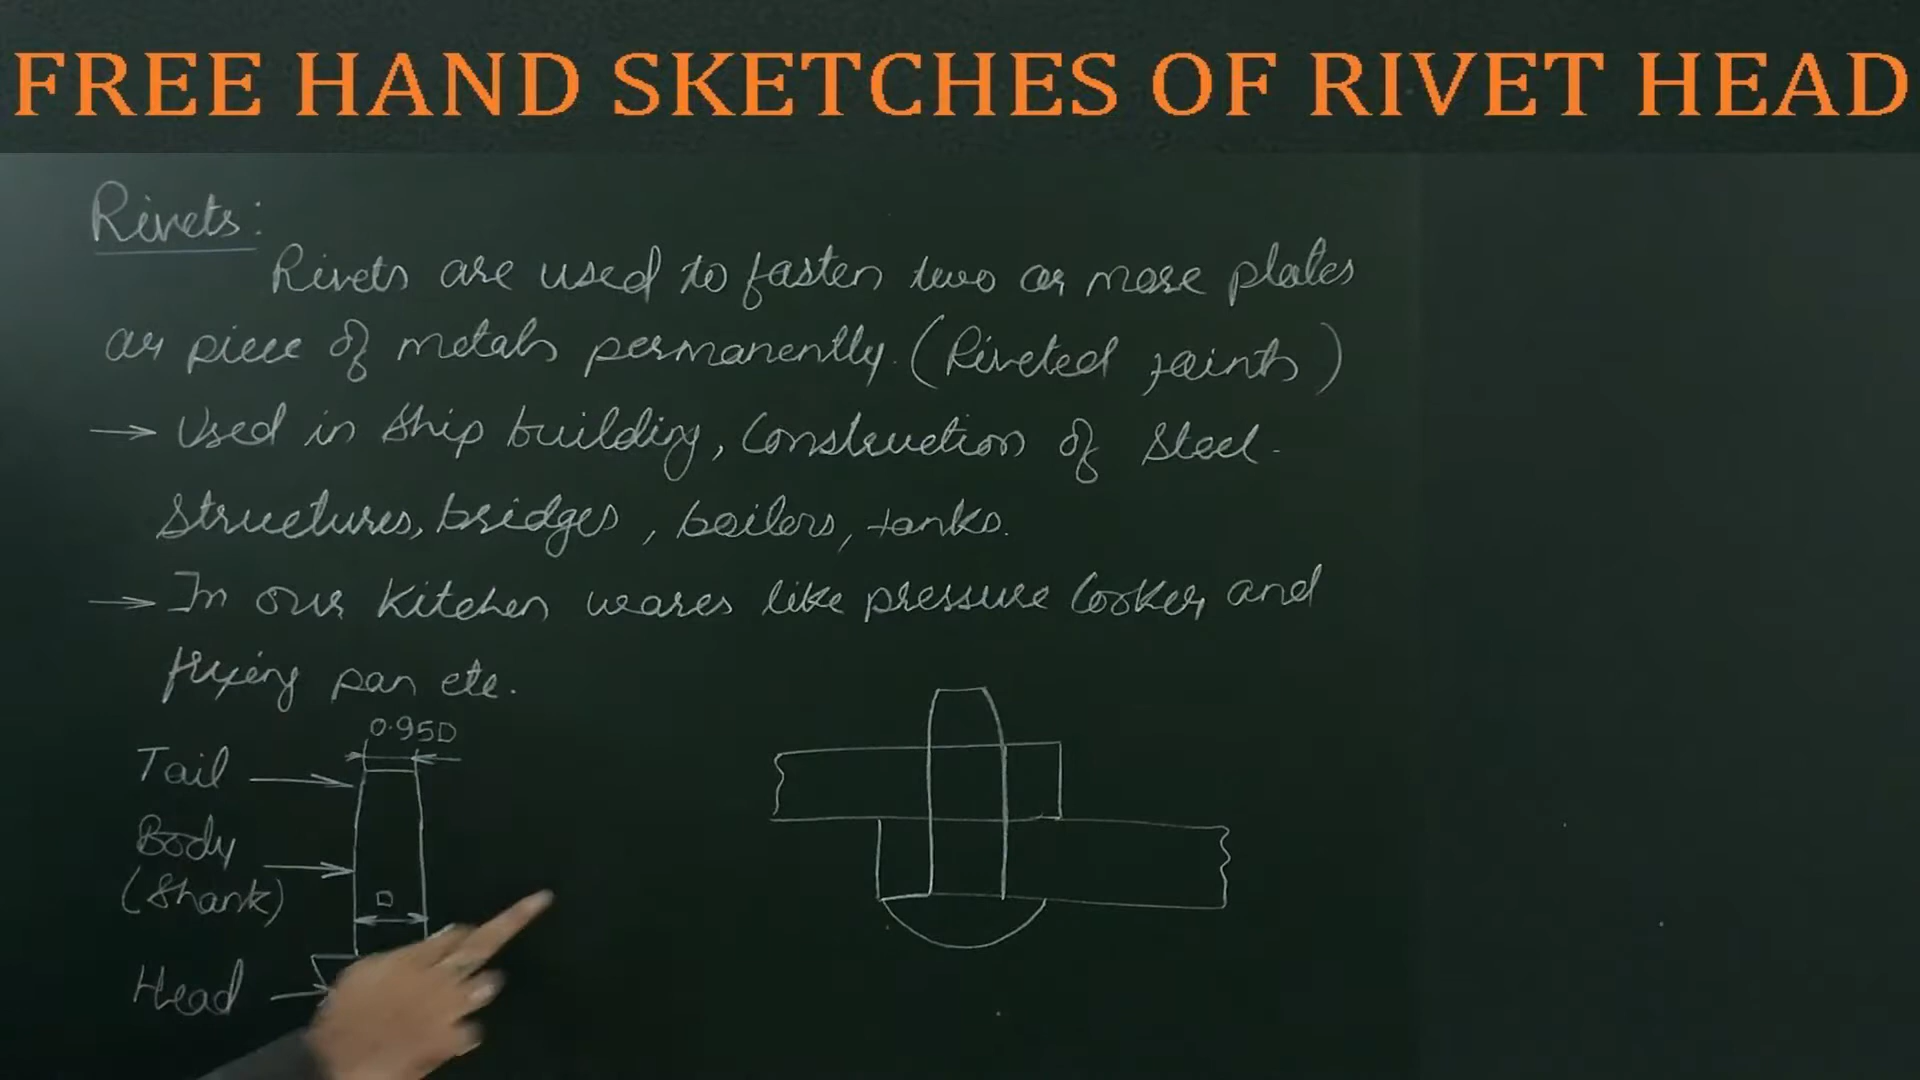 FREE HAND SKETCHES OF RIVET HEAD
Rivets:
Rivets are used to fasten two or more plates
or piece of metals permanently. (Riveted joints)
→ Used in Ship building, Construction of Steel-
Structures, bridges, boilers, tanks.
→ In our Kitchen wares like pressure Cooker, and
frying pan etc.
0.95D
Tail
Body
(Shank)
D
Head